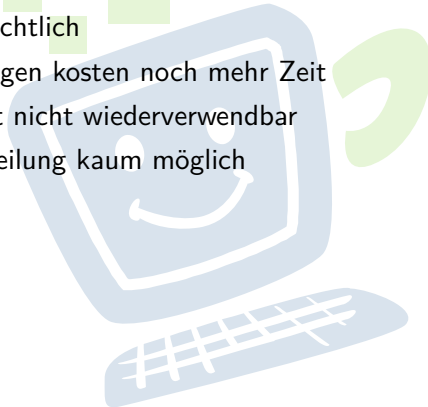 chtlich
gen kosten noch mehr Zeit
t nicht wiederverwendbar
eilung kaum möglich